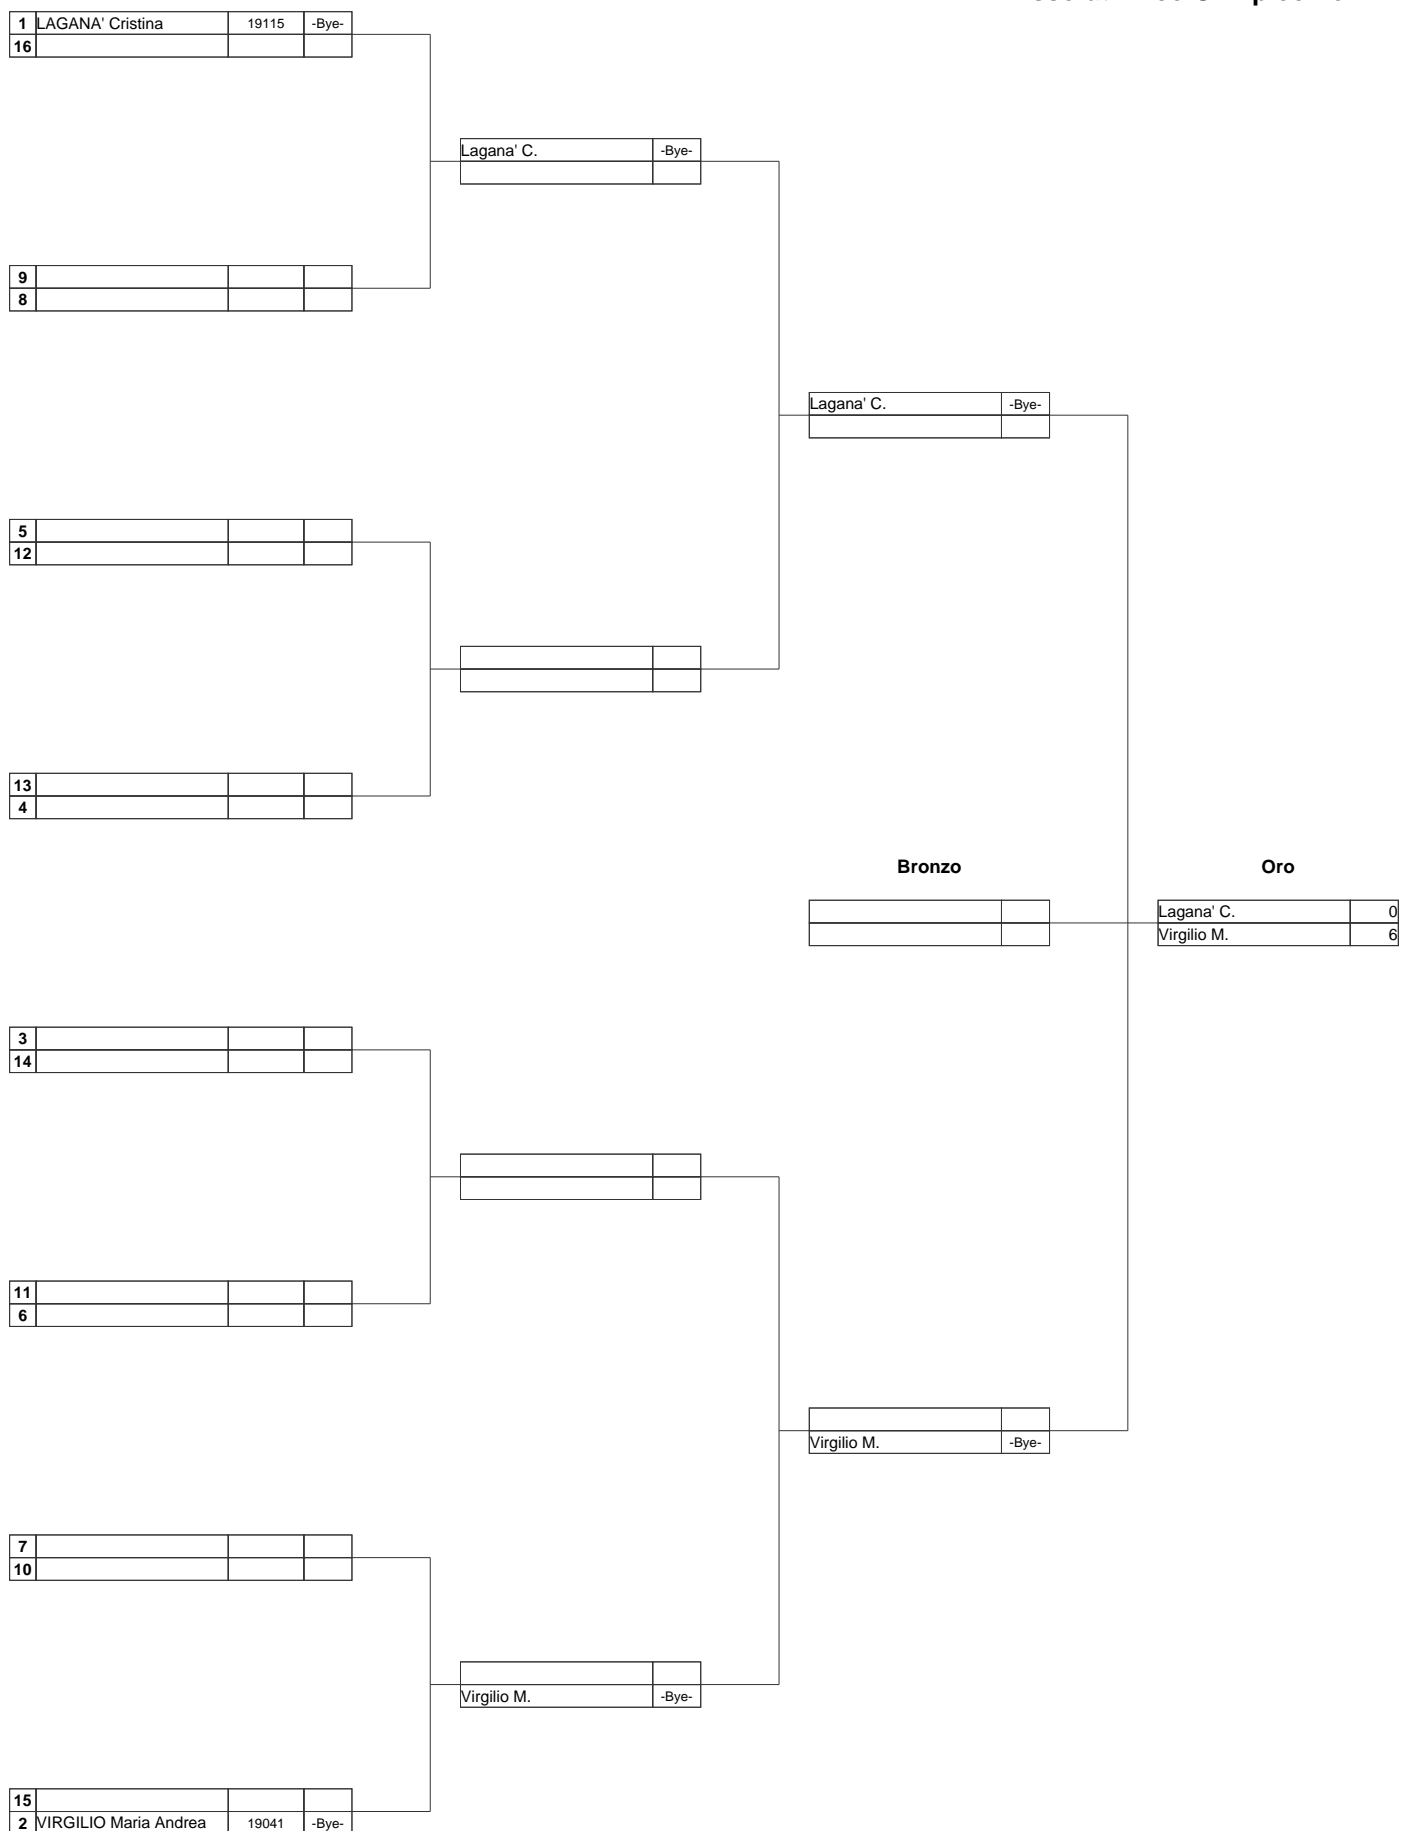 1 LAGANA' Cristina 19115 -Bye-
16
Lagana' C. -Bye-
9
8
Lagana' C. -Bye-
5
12
13
4
Bronzo Oro
Lagana' C. 0
Virgilio M. 6
3
14
11
6
Virgilio M. -Bye-
7
10
Virgilio M. -Bye-
15
2 VIRGILIO Maria Andrea 19041 -Bye-